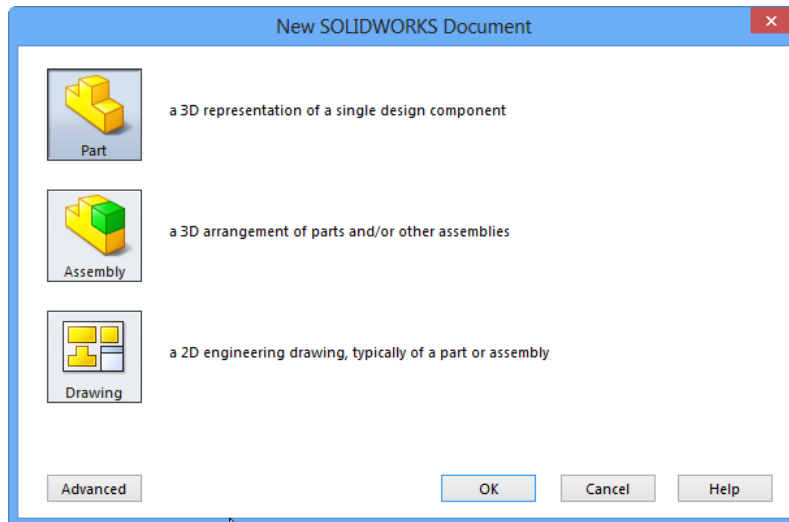 New SOLIDWORKS Document
Part
a 3D representation of a single design component
Assembly
a 3D arrangement of parts and/or other assemblies
Drawing
a 2D engineering drawing, typically of a part or assembly
Advanced
OK
Cancel
Help